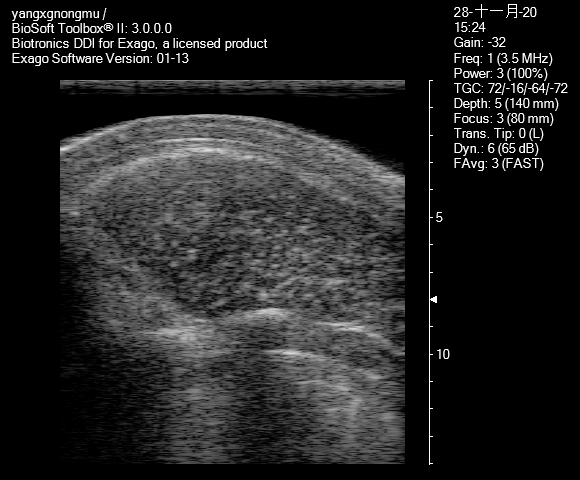 yangxgnongmu /
BioSoft Toolbox® II: 3.0.0.0
Biotronics DDI for Exago, a licensed product
Exago Software Version: 01-13
28-十一月-20
15:24
Gain: -32
Freq: 1 (3.5 MHz)
Power: 3 (100%)
TGC: 72/-16/-64/-72
Depth: 5 (140 mm)
Focus: 3 (80 mm)
Trans. Tip: 0 (L)
Dyn.: 6 (65 dB)
FAvg: 3 (FAST)
5
10